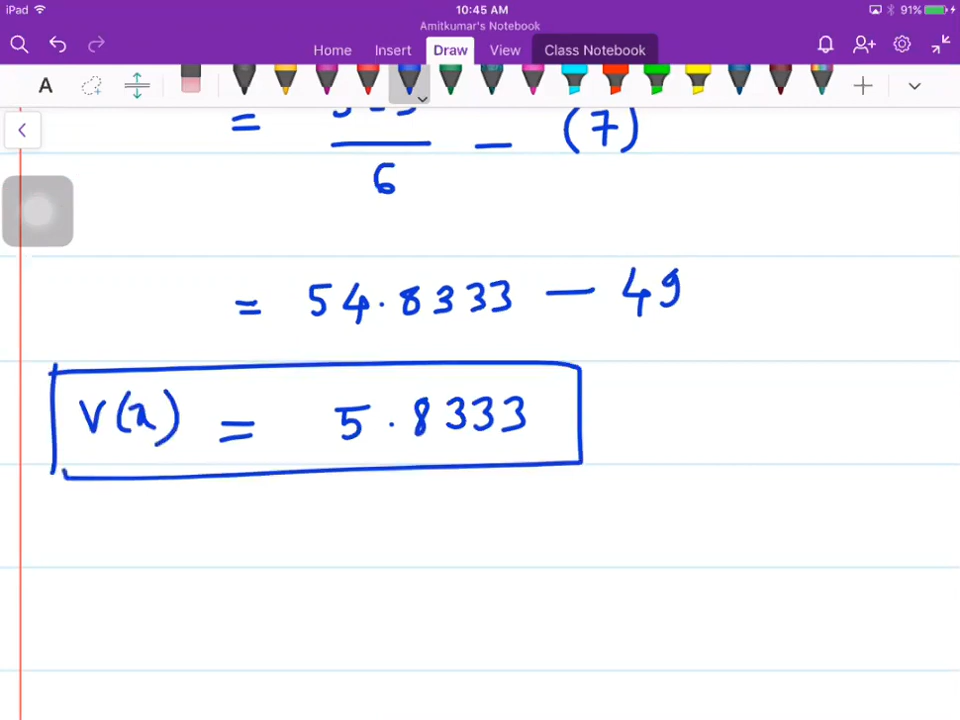 iPad 10:45 AM 91%
Amitkumar's Notebook
Home Insert Draw View Class Notebook
A
= 6 — (7)
= 54.8333 — 49
V(x) = 5.8333